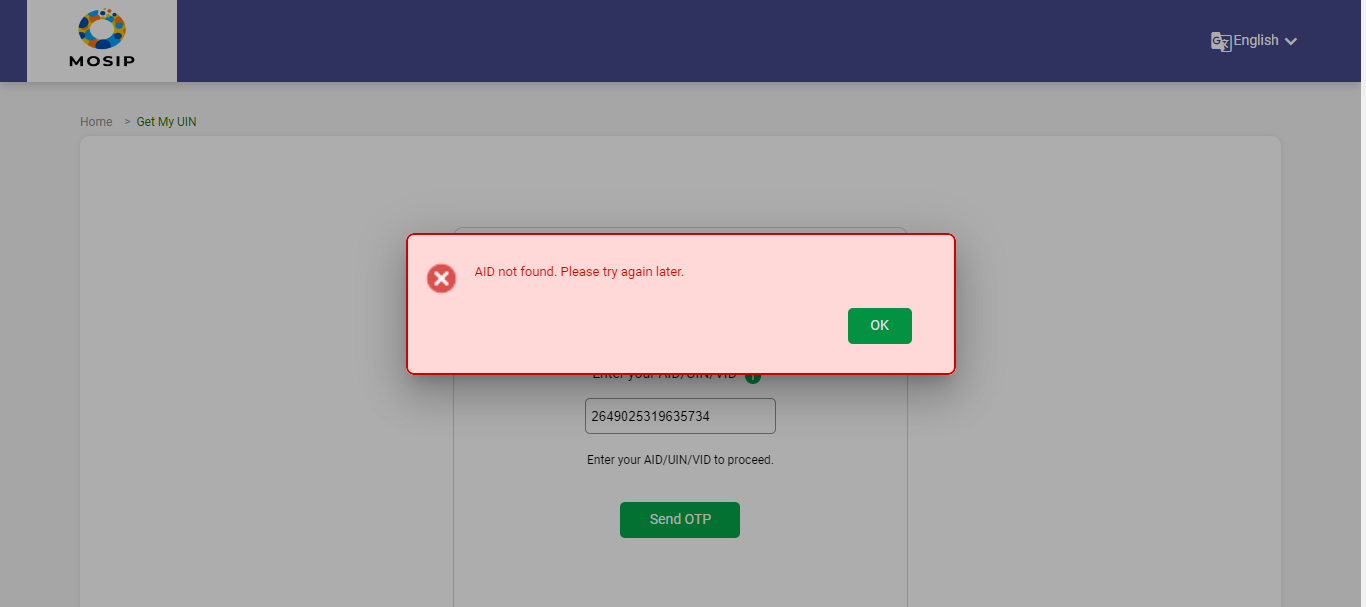 MOSIP
English
Home > Get My UIN
AID not found. Please try again later.
OK
Enter your AID/UIN/VID
2649025319635734
Enter your AID/UIN/VID to proceed.
Send OTP